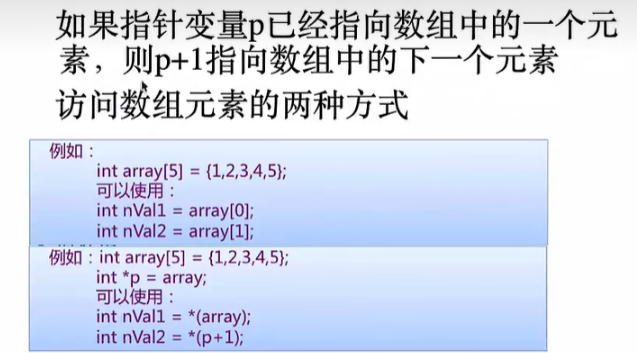 如果指针变量p已经指向数组中的一个元
素，则p+1指向数组中的下一个元素
访问数组元素的两种方式
例如：
int array[5] = {1,2,3,4,5};
可以使用：
int nVal1 = array[0];
int nVal2 = array[1];
例如：int array[5] = {1,2,3,4,5};
int *p = array;
可以使用：
int nVal1 = *(array);
int nVal2 = *(p+1);